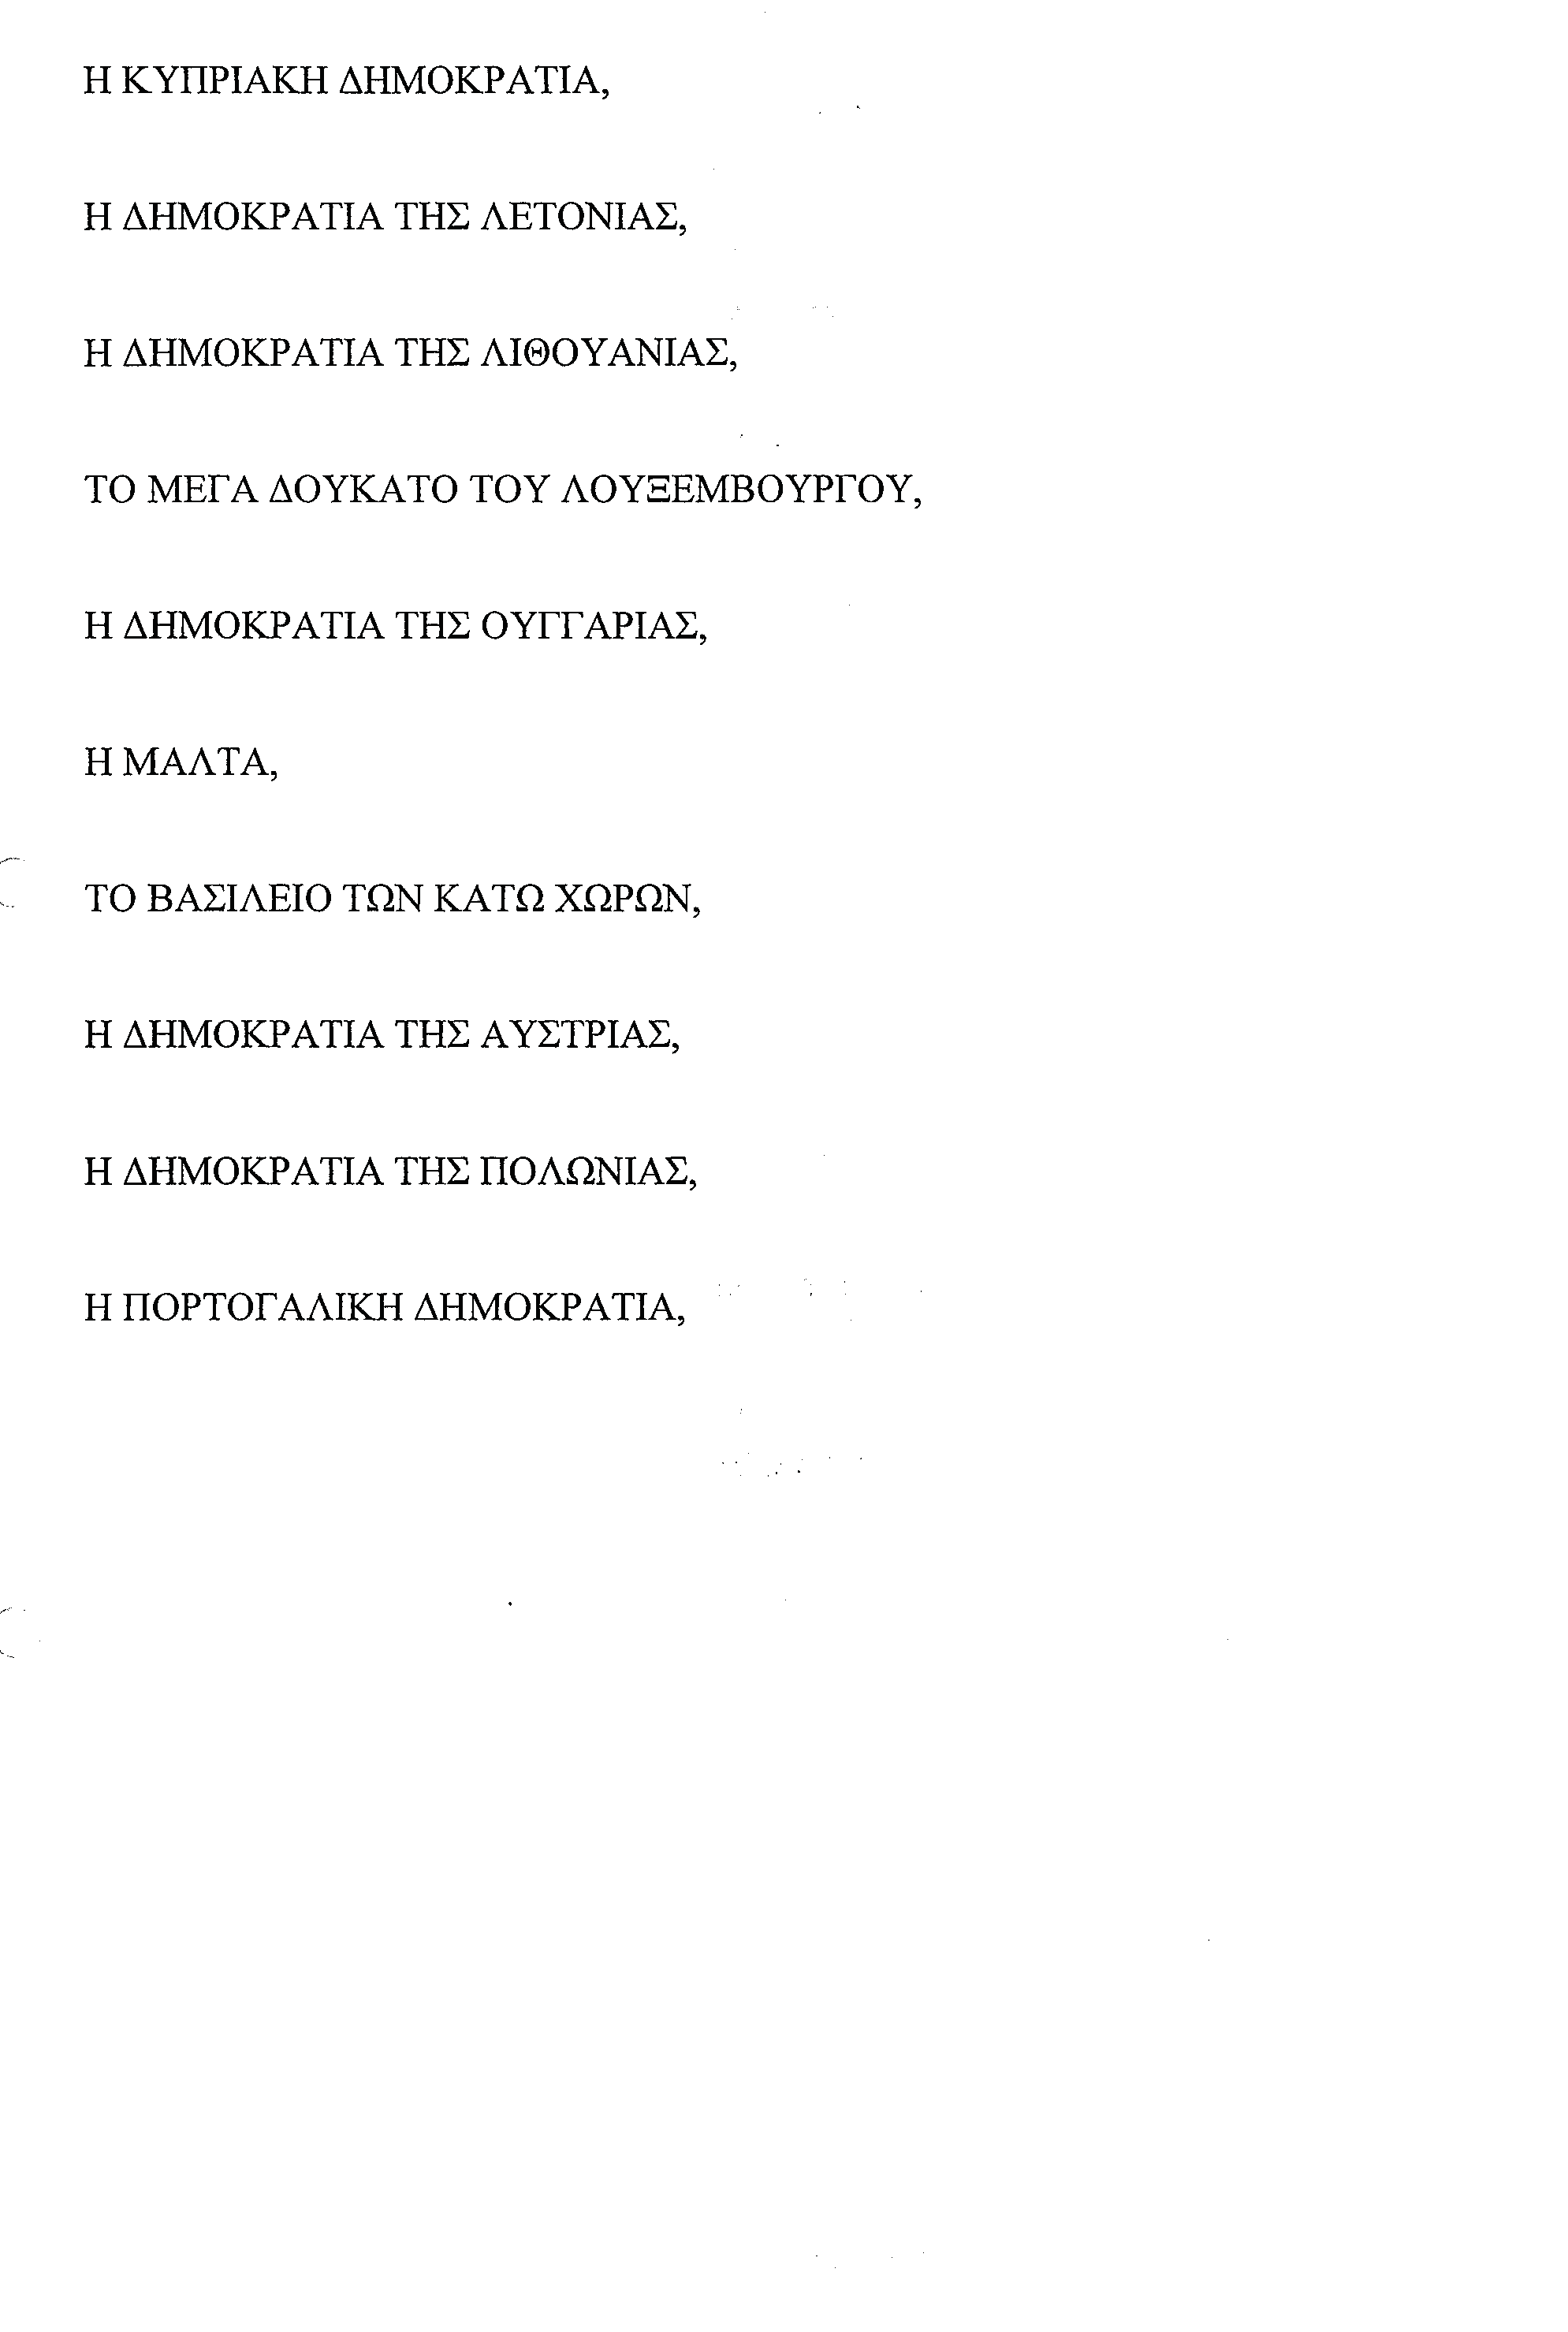 Η ΚΥΠΡΙΑΚΗ ΔΗΜΟΚΡΑΤΙΑ,
Η ΔΗΜΟΚΡΑΤΙΑ ΤΗΣ ΛΕΤΟΝΙΑΣ,
Η ΔΗΜΟΚΡΑΤΙΑ ΤΗΣ ΛΙΘΟΥΑΝΙΑΣ,
ΤΟ ΜΕΓΑ ΔΟΥΚΑΤΟ ΤΟΥ ΛΟΥΞΕΜΒΟΥΡΓΟΥ,
Η ΔΗΜΟΚΡΑΤΙΑ ΤΗΣ ΟΥΓΓΑΡΙΑΣ,
Η ΜΑΛΤΑ,
ΤΟ ΒΑΣΙΛΕΙΟ ΤΩΝ ΚΑΤΩ ΧΩΡΩΝ,
Η ΔΗΜΟΚΡΑΤΙΑ ΤΗΣ ΑΥΣΤΡΙΑΣ,
Η ΔΗΜΟΚΡΑΤΙΑ ΤΗΣ ΠΟΛΩΝΙΑΣ,
Η ΠΟΡΤΟΓΑΛΙΚΗ ΔΗΜΟΚΡΑΤΙΑ,